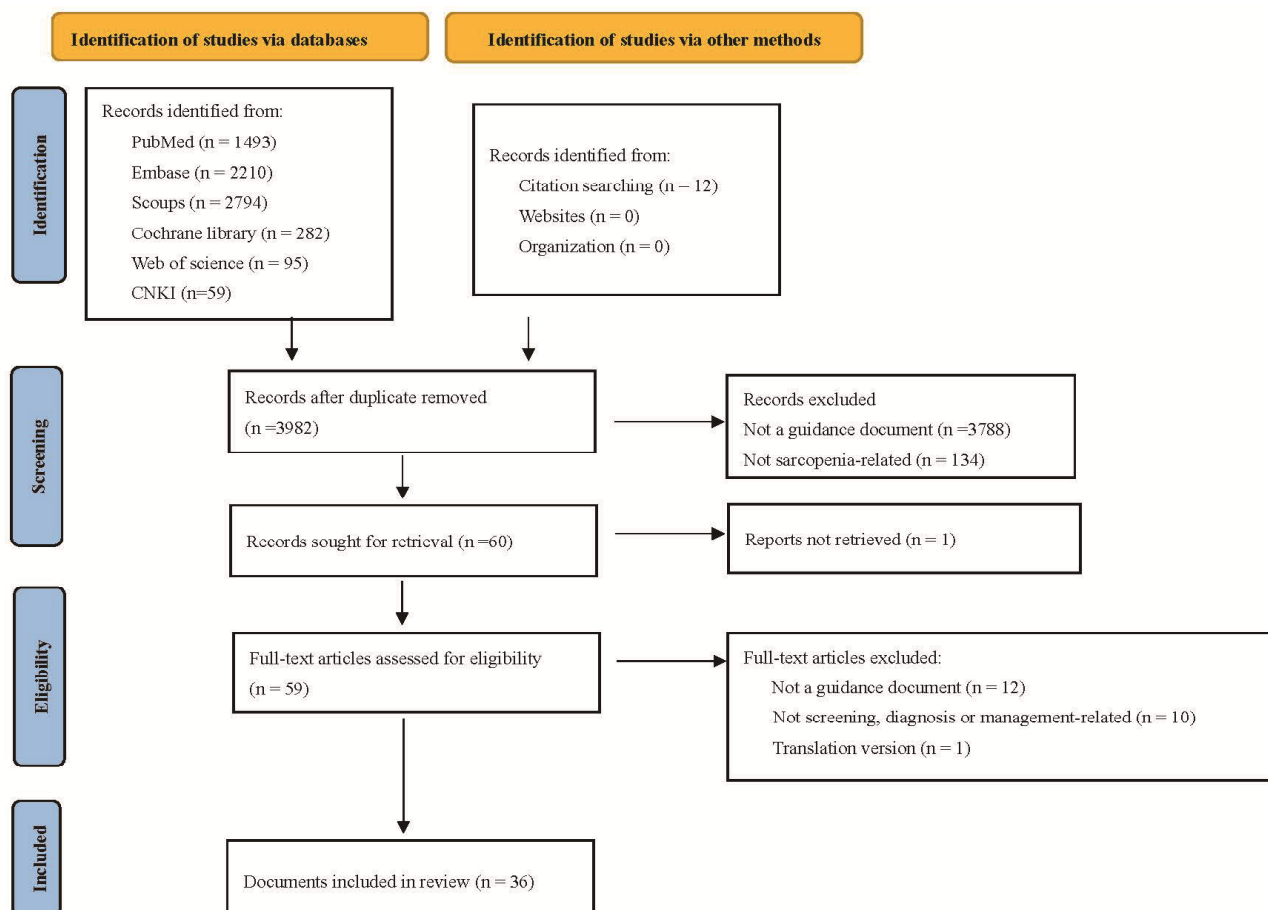 Identification of studies via databases
Identification of studies via other methods
Identification
Records identified from:
PubMed (n = 1493)
Embase (n = 2210)
Scoups (n = 2794)
Cochrane library (n = 282)
Web of science (n = 95)
CNKI (n=59)
Records identified from:
Citation searching (n – 12)
Websites (n = 0)
Organization (n = 0)
Screening
Records after duplicate removed
(n =3982)
Records excluded
Not a guidance document (n =3788)
Not sarcopenia-related (n = 134)
Records sought for retrieval (n =60)
Reports not retrieved (n = 1)
Eligibility
Full-text articles assessed for eligibility
(n = 59)
Full-text articles excluded:
Not a guidance document (n = 12)
Not screening, diagnosis or management-related (n = 10)
Translation version (n = 1)
Included
Documents included in review (n = 36)